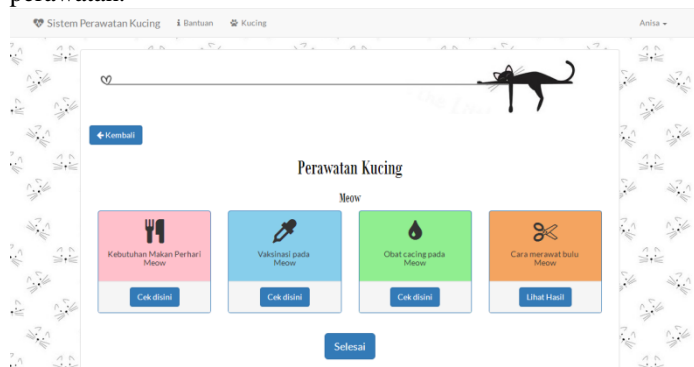 perawatan.
Sistem Perawatan Kucing Bantuan Kucing Anisa
Kembali
Perawatan Kucing
Meow
Kebutuhan Makan Perhari
Meow
Cek disini
Vaksinasi pada
Meow
Cek disini
Obat cacing pada
Meow
Cek disini
Cara merawat bulu
Meow
Lihat Hasil
Selesai